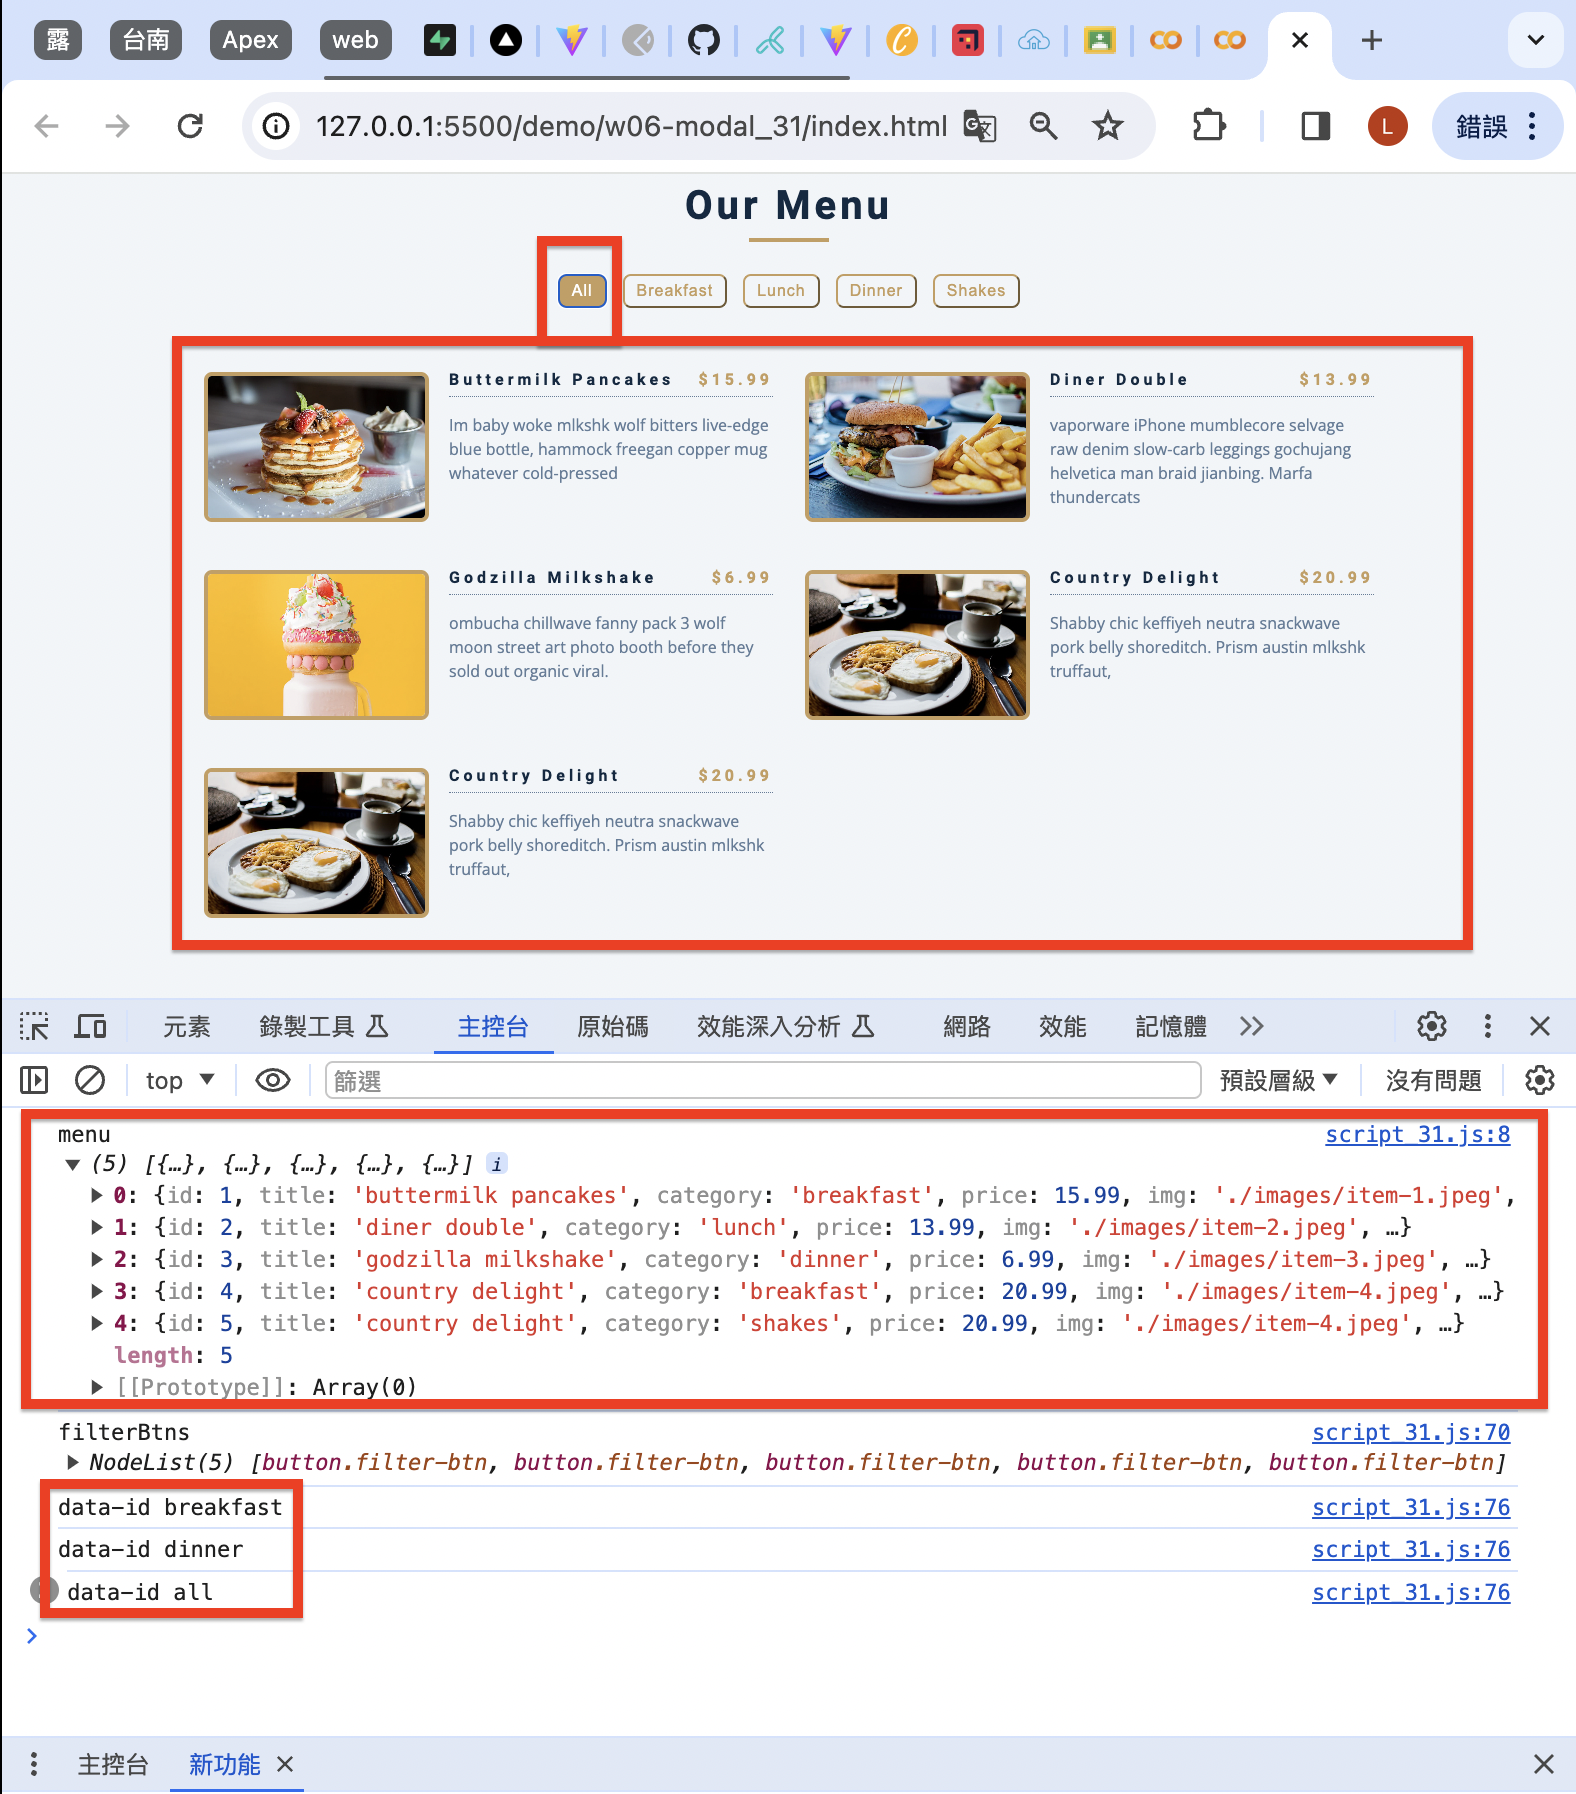 露 台南 Apex web
127.0.0.1:5500/demo/w06-modal_31/index.html L 錯誤
Our Menu
All Breakfast Lunch Dinner Shakes
Buttermilk Pancakes $15.99
Im baby woke mlkshk wolf bitters live-edge
blue bottle, hammock freegan copper mug
whatever cold-pressed
Diner Double $13.99
vaporware iPhone mumblecore selvage
raw denim slow-carb leggings gochujang
helvetica man braid jianbing. Marfa
thundercats
Godzilla Milkshake $6.99
ombucha chillwave fanny pack 3 wolf
moon street art photo booth before they
sold out organic viral.
Country Delight $20.99
Shabby chic keffiyeh neutra snackwave
pork belly shoreditch. Prism austin mlkshk
truffaut,
Country Delight $20.99
Shabby chic keffiyeh neutra snackwave
pork belly shoreditch. Prism austin mlkshk
truffaut,
元素 錄製工具 主控台 原始碼 效能深入分析 網路 效能 記憶體
top 篩選 預設層級 沒有問題
menu script_31.js:8
(5) [{…}, {…}, {…}, {…}, {…}] i
0: {id: 1, title: 'buttermilk pancakes', category: 'breakfast', price: 15.99, img: './images/item-1.jpeg',
1: {id: 2, title: 'diner double', category: 'lunch', price: 13.99, img: './images/item-2.jpeg', …}
2: {id: 3, title: 'godzilla milkshake', category: 'dinner', price: 6.99, img: './images/item-3.jpeg', …}
3: {id: 4, title: 'country delight', category: 'breakfast', price: 20.99, img: './images/item-4.jpeg', …}
4: {id: 5, title: 'country delight', category: 'shakes', price: 20.99, img: './images/item-4.jpeg', …}
length: 5
[[Prototype]]: Array(0)
filterBtns script_31.js:70
NodeList(5) [button.filter-btn, button.filter-btn, button.filter-btn, button.filter-btn, button.filter-btn]
data-id breakfast script_31.js:76
data-id dinner script_31.js:76
data-id all script_31.js:76
主控台 新功能